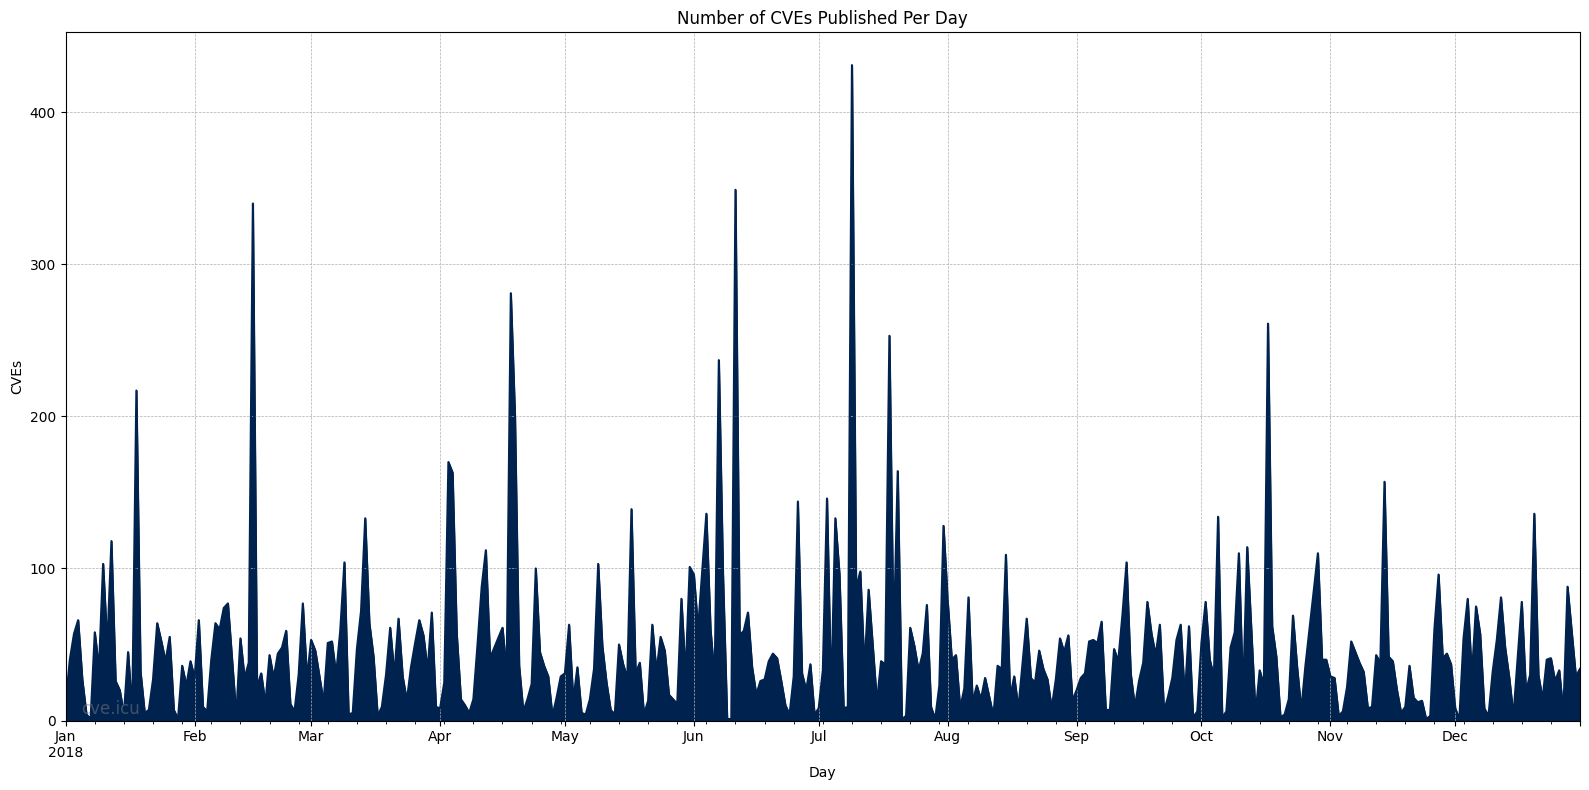 Number of CVEs Published Per Day
400
300
200
100
0
CVEs
cve.icu
Jan Feb Mar Apr May Jun Jul Aug Sep Oct Nov Dec
2018
Day